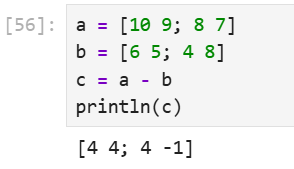 [56]:
a = [10 9; 8 7]
b = [6 5; 4 8]
c = a - b
println(c)
[4 4; 4 -1]